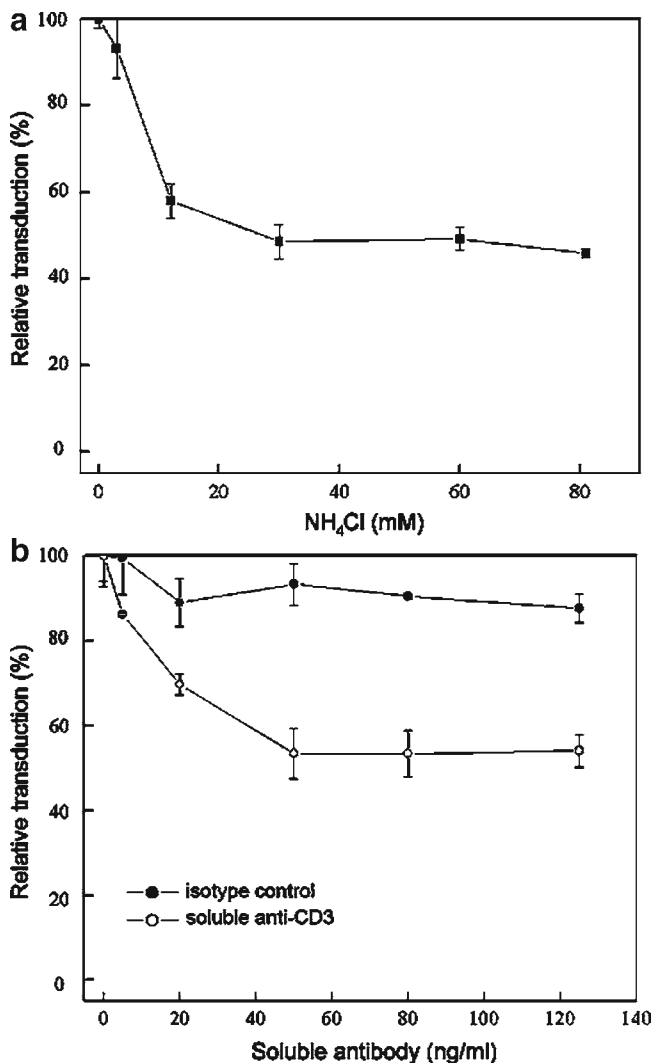 a
100
80
60
40
20
0
Relative transduction (%)
0 20 40 60 80
NH₄Cl (mM)
b
100
80
60
40
20
0
Relative transduction (%)
isotype control
soluble anti-CD3
0 20 40 60 80 100 120 140
Soluble antibody (ng/ml)